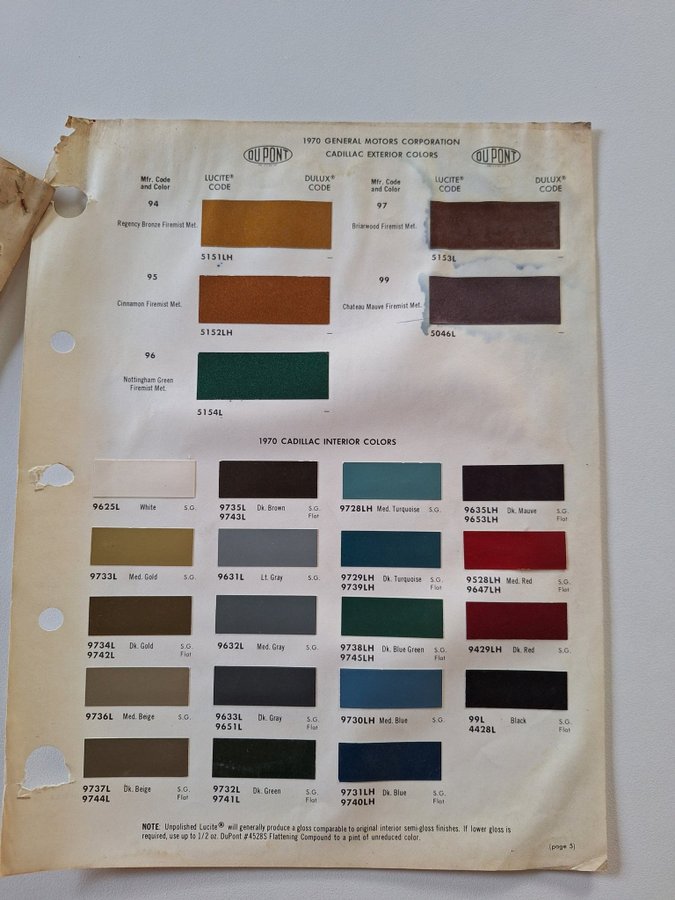 1970 GENERAL MOTORS CORPORATION
DU PONT CADILLAC EXTERIOR COLORS DU PONT
Mfr. Code and Color LUCITE® CODE DULUX® CODE Mfr. Code and Color LUCITE® CODE DULUX® CODE
94
Regency Bronze Firemist Met.
5151LH —
97
Briarwood Firemist Met.
5153L —
95
Cinnamon Firemist Met.
5152LH —
99
Chateau Mauve Firemist Met.
5046L —
96
Nottingham Green
Firemist Met.
5154L —
1970 CADILLAC INTERIOR COLORS
9625L White S.G.
9735L Dk. Brown S.G.
9743L Flat
9728LH Med. Turquoise S.G.
9635LH Dk. Mauve S.G.
9653LH Flat
9733L Med. Gold S.G.
9631L Lt. Gray S.G.
9729LH Dk. Turquoise S.G.
9739LH Flat
9528LH Med. Red S.G.
9647LH Flat
9734L Dk. Gold S.G.
9742L Flat
9632L Med. Gray S.G.
9738LH Dk. Blue Green S.G.
9745LH Flat
9429LH Dk. Red S.G.
9736L Med. Beige S.G.
9633L Dk. Gray S.G.
9651L Flat
9730LH Med. Blue S.G.
99L Black S.G.
4428L Flat
9737L Dk. Beige S.G.
9744L Flat
9732L Dk. Green S.G.
9741L Flat
9731LH Dk. Blue S.G.
9740LH Flat
NOTE: Unpolished Lucite® will generally produce a gloss comparable to original interior semi-gloss finishes. If lower gloss is
required, use up to 1/2 oz. DuPont #4528S Flattening Compound to a pint of unreduced color.
(page 5)